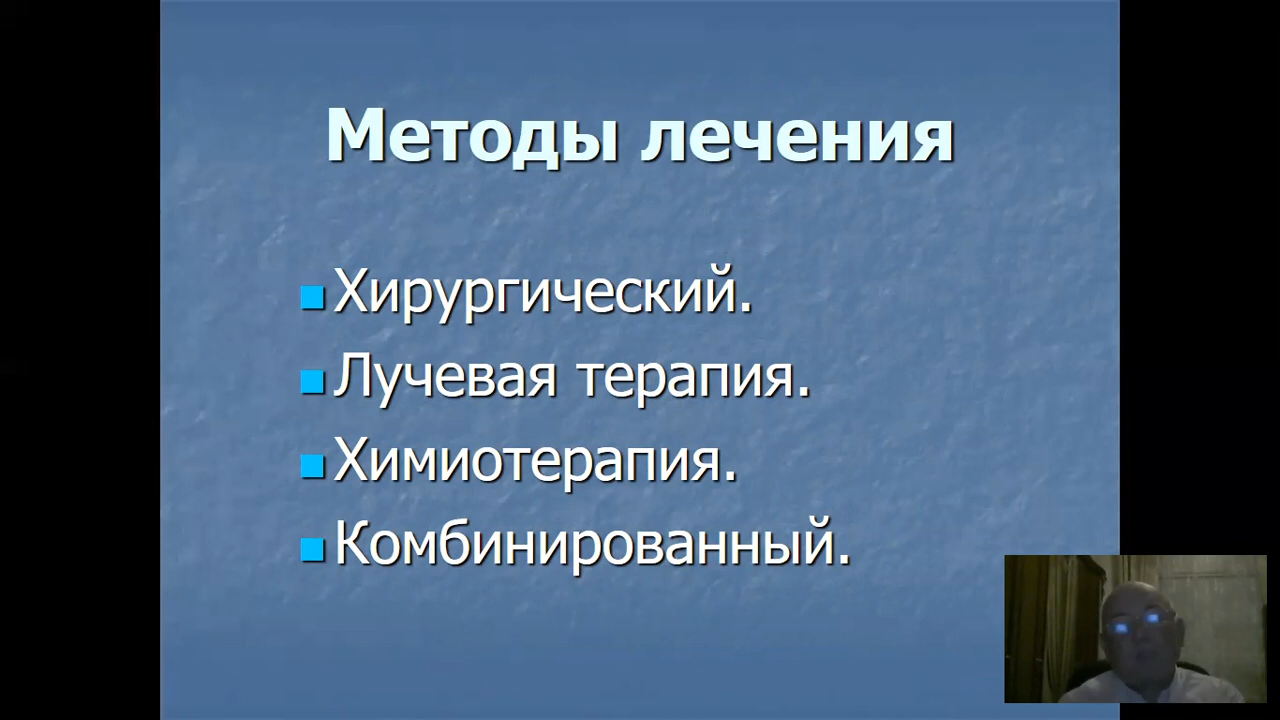 Методы лечения
Хирургический.
Лучевая терапия.
Химиотерапия.
Комбинированный.